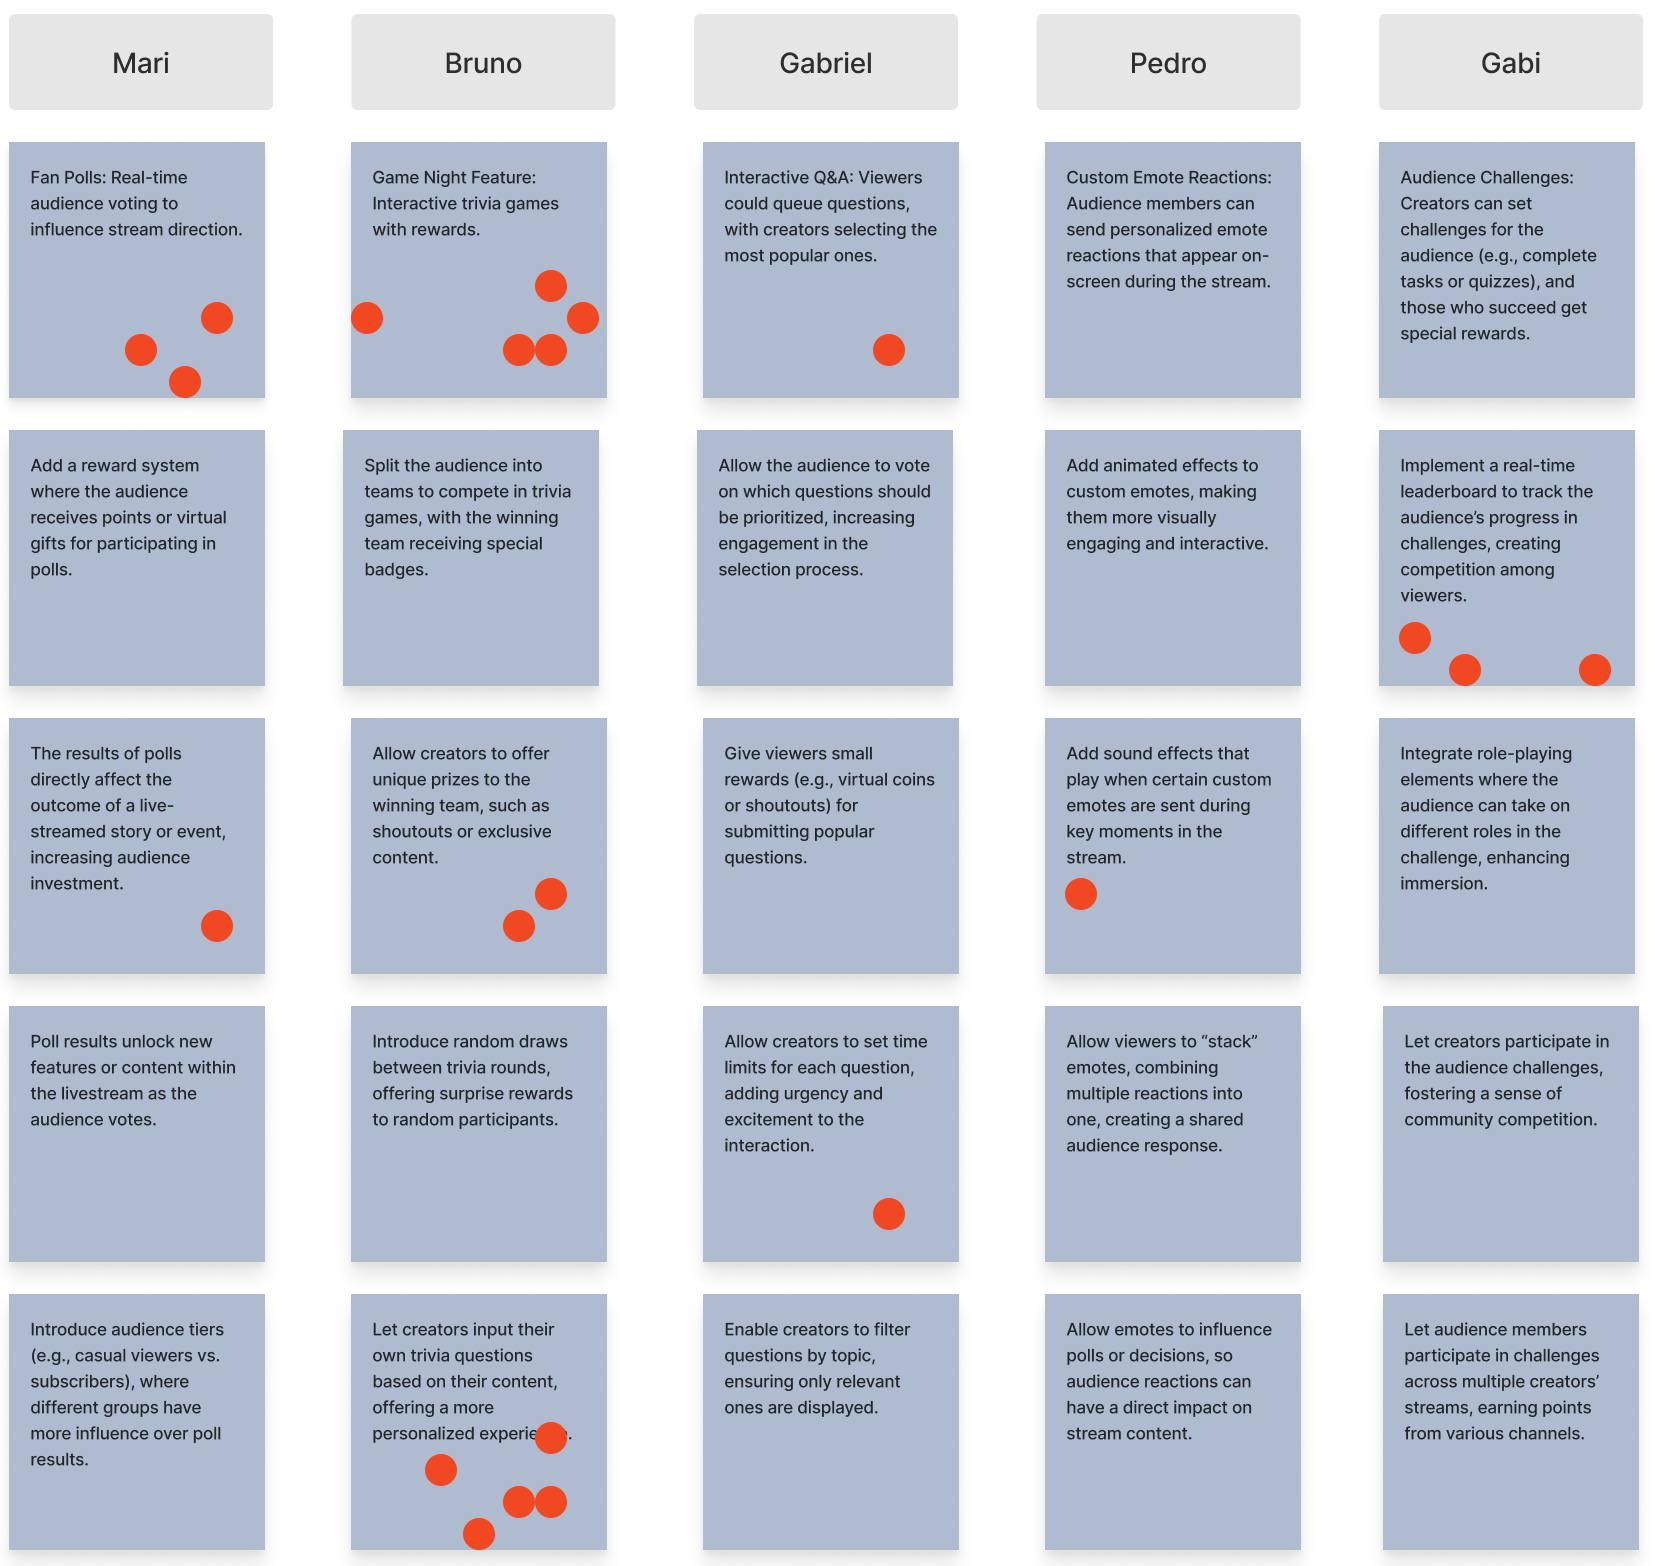 Mari
Bruno
Gabriel
Pedro
Gabi
Fan Polls: Real-time
audience voting to
influence stream direction.
Game Night Feature:
Interactive trivia games
with rewards.
Interactive Q&A: Viewers
could queue questions,
with creators selecting the
most popular ones.
Custom Emote Reactions:
Audience members can
send personalized emote
reactions that appear on-
screen during the stream.
Audience Challenges:
Creators can set
challenges for the
audience (e.g., complete
tasks or quizzes), and
those who succeed get
special rewards.
Add a reward system
where the audience
receives points or virtual
gifts for participating in
polls.
Split the audience into
teams to compete in trivia
games, with the winning
team receiving special
badges.
Allow the audience to vote
on which questions should
be prioritized, increasing
engagement in the
selection process.
Add animated effects to
custom emotes, making
them more visually
engaging and interactive.
Implement a real-time
leaderboard to track the
audience’s progress in
challenges, creating
competition among
viewers.
The results of polls
directly affect the
outcome of a live-
streamed story or event,
increasing audience
investment.
Allow creators to offer
unique prizes to the
winning team, such as
shoutouts or exclusive
content.
Give viewers small
rewards (e.g., virtual coins
or shoutouts) for
submitting popular
questions.
Add sound effects that
play when certain custom
emotes are sent during
key moments in the
stream.
Integrate role-playing
elements where the
audience can take on
different roles in the
challenge, enhancing
immersion.
Poll results unlock new
features or content within
the livestream as the
audience votes.
Introduce random draws
between trivia rounds,
offering surprise rewards
to random participants.
Allow creators to set time
limits for each question,
adding urgency and
excitement to the
interaction.
Allow viewers to “stack”
emotes, combining
multiple reactions into
one, creating a shared
audience response.
Let creators participate in
the audience challenges,
fostering a sense of
community competition.
Introduce audience tiers
(e.g., casual viewers vs.
subscribers), where
different groups have
more influence over poll
results.
Let creators input their
own trivia questions
based on their content,
offering a more
personalized
Enable creators to filter
questions by topic,
ensuring only relevant
ones are displayed.
Allow emotes to influence
polls or decisions, so
audience reactions can
have a direct impact on
stream content.
Let audience members
participate in challenges
across multiple creators’
streams, earning points
from various channels.